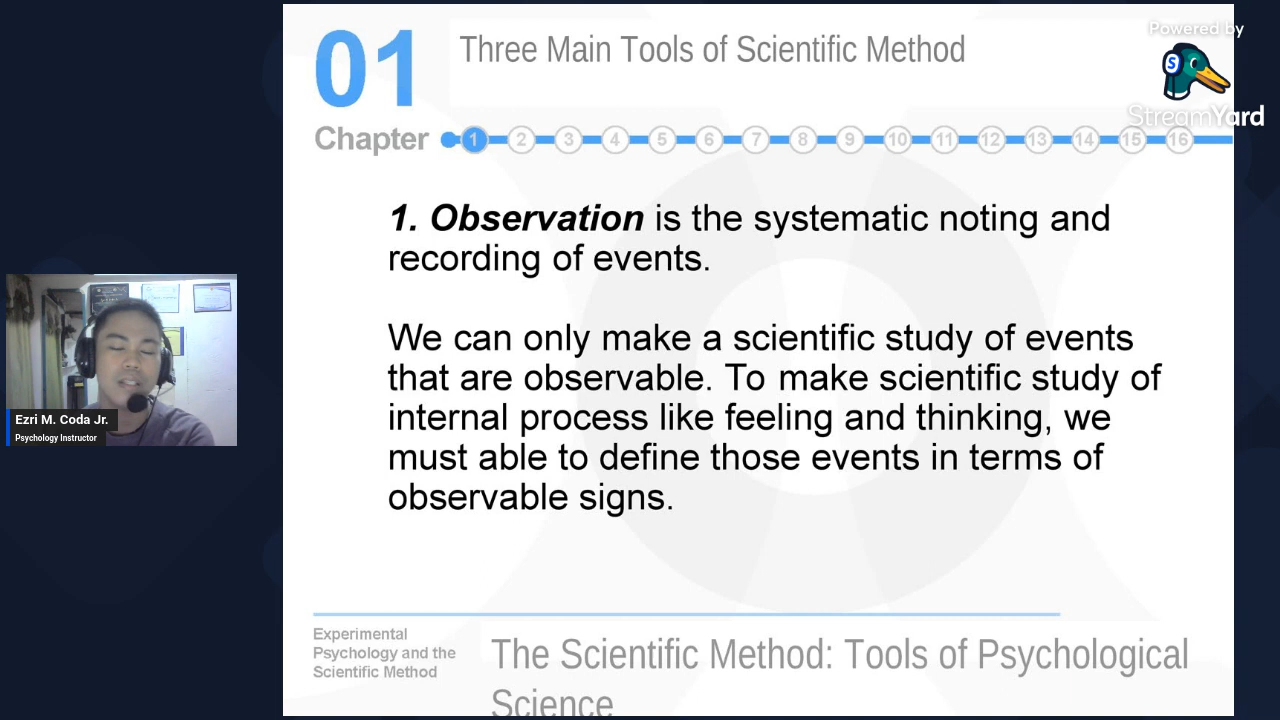 01
Three Main Tools of Scientific Method
Powered by
S
StreamYard
Chapter 1 2 3 4 5 6 7 8 9 10 11 12 13 14 15 16
1. Observation is the systematic noting and
recording of events.
We can only make a scientific study of events
that are observable. To make scientific study of
internal process like feeling and thinking, we
must able to define those events in terms of
observable signs.
Ezri M. Coda Jr.
Psychology Instructor
Experimental
Psychology and the
Scientific Method
The Scientific Method: Tools of Psychological
Science